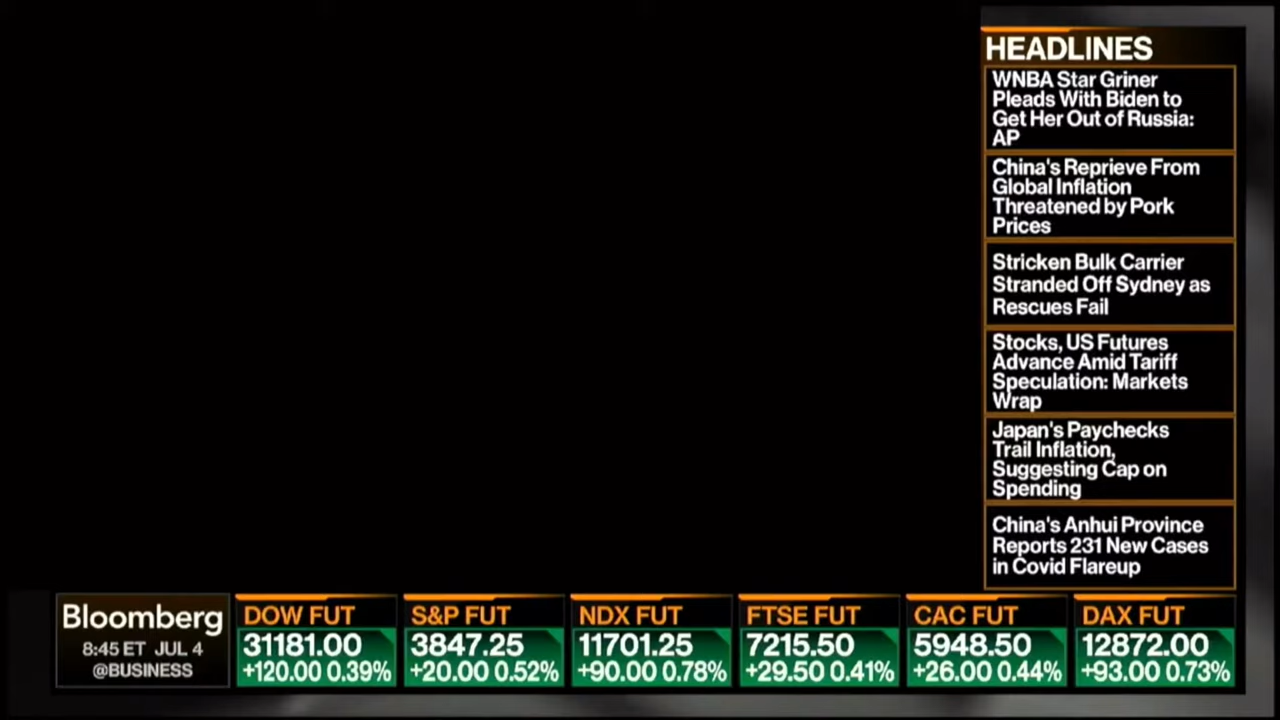 HEADLINES
WNBA Star Griner
Pleads With Biden to
Get Her Out of Russia:
AP
China's Reprieve From
Global Inflation
Threatened by Pork
Prices
Stricken Bulk Carrier
Stranded Off Sydney as
Rescues Fail
Stocks, US Futures
Advance Amid Tariff
Speculation: Markets
Wrap
Japan's Paychecks
Trail Inflation,
Suggesting Cap on
Spending
China's Anhui Province
Reports 231 New Cases
in Covid Flareup
Bloomberg
8:45 ET JUL 4
@BUSINESS
DOW FUT
31181.00
+120.00 0.39%
S&P FUT
3847.25
+20.00 0.52%
NDX FUT
11701.25
+90.00 0.78%
FTSE FUT
7215.50
+29.50 0.41%
CAC FUT
5948.50
+26.00 0.44%
DAX FUT
12872.00
+93.00 0.73%